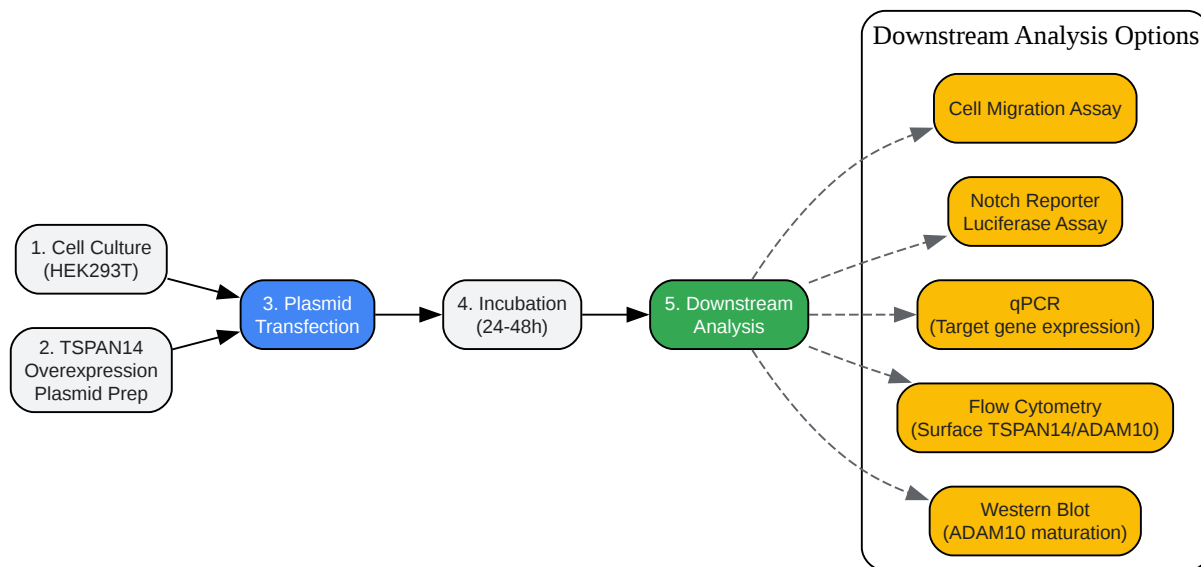 Downstream Analysis Options
Cell Migration Assay
Notch Reporter
Luciferase Assay
1. Cell Culture
(HEK293T)
2. TSPAN14
Overexpression
Plasmid Prep
3. Plasmid
Transfection
4. Incubation
(24-48h)
5. Downstream
Analysis
qPCR
(Target gene expression)
Flow Cytometry
(Surface TSPAN14/ADAM10)
Western Blot
(ADAM10 maturation)